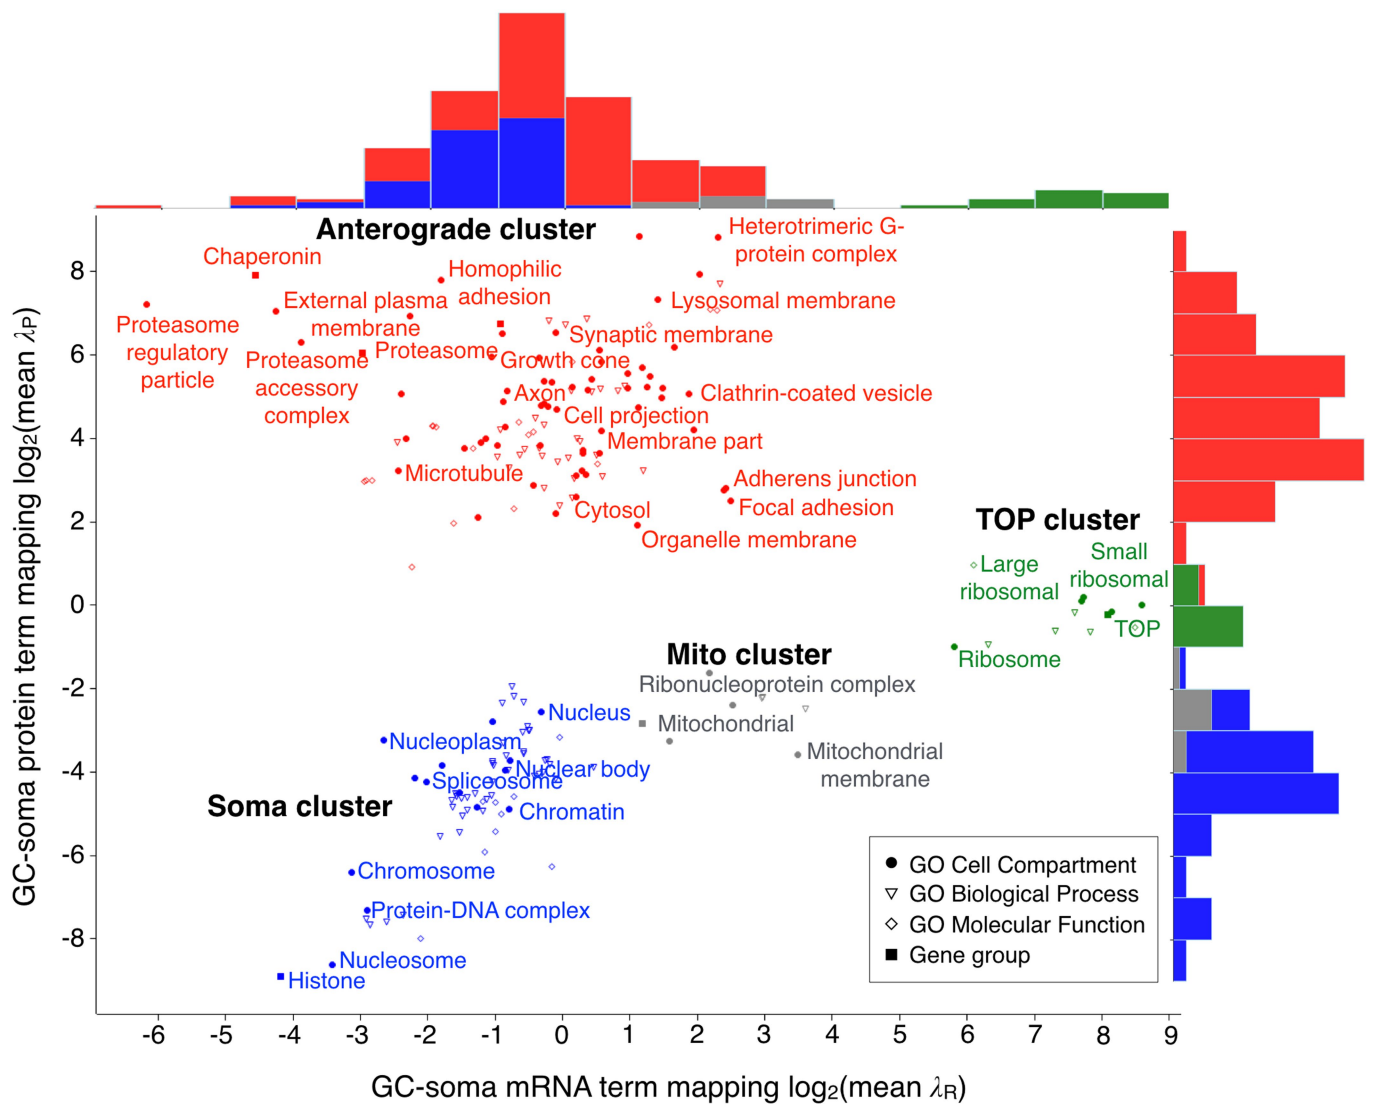 Anterograde cluster
Heterotrimeric G-
protein complex
Chaperonin
Homophilic
adhesion
External plasma
membrane
Lysosomal membrane
Proteasome
regulatory
particle
Synaptic membrane
Proteasome
Proteasome
accessory
complex
Growth cone
Axon
Clathrin-coated vesicle
Cell projection
Membrane part
Microtubule
Adherens junction
Focal adhesion
Cytosol
Organelle membrane
TOP cluster
Small
ribosomal
Large
ribosomal
TOP
Ribosome
Mito cluster
Ribonucleoprotein complex
Mitochondrial
Mitochondrial
membrane
Nucleus
Nucleoplasm
Nuclear body
Spliceosome
Soma cluster
Chromatin
Chromosome
Protein-DNA complex
Nucleosome
Histone
GO Cell Compartment
GO Biological Process
GO Molecular Function
Gene group
8
6
4
2
0
-2
-4
-6
-8
GC-soma protein term mapping log₂(mean λP)
-6 -5 -4 -3 -2 -1 0 1 2 3 4 5 6 7 8 9
GC-soma mRNA term mapping log₂(mean λR)